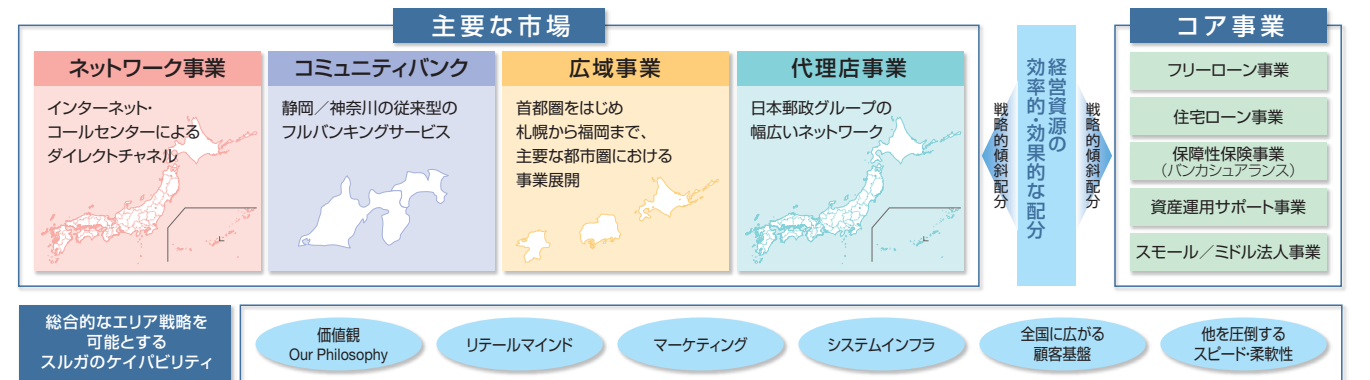 主要な市場
ネットワーク事業
インターネット・
コールセンターによる
ダイレクトチャネル
コミュニティバンク
静岡／神奈川の従来型の
フルバンキングサービス
広域事業
首都圏をはじめ
札幌から福岡まで、
主要な都市圏における
事業展開
代理店事業
日本郵政グループの
幅広いネットワーク
戦略的傾斜配分
経営資源の
効率的・効果的な配分
戦略的傾斜配分
コア事業
フリーローン事業
住宅ローン事業
保障性保険事業
（バンカシュアランス）
資産運用サポート事業
スモール／ミドル法人事業
総合的なエリア戦略を
可能とする
スルガのケイパビリティ
価値観
Our Philosophy
リテールマインド
マーケティング
システムインフラ
全国に広がる
顧客基盤
他を圧倒する
スピード・柔軟性